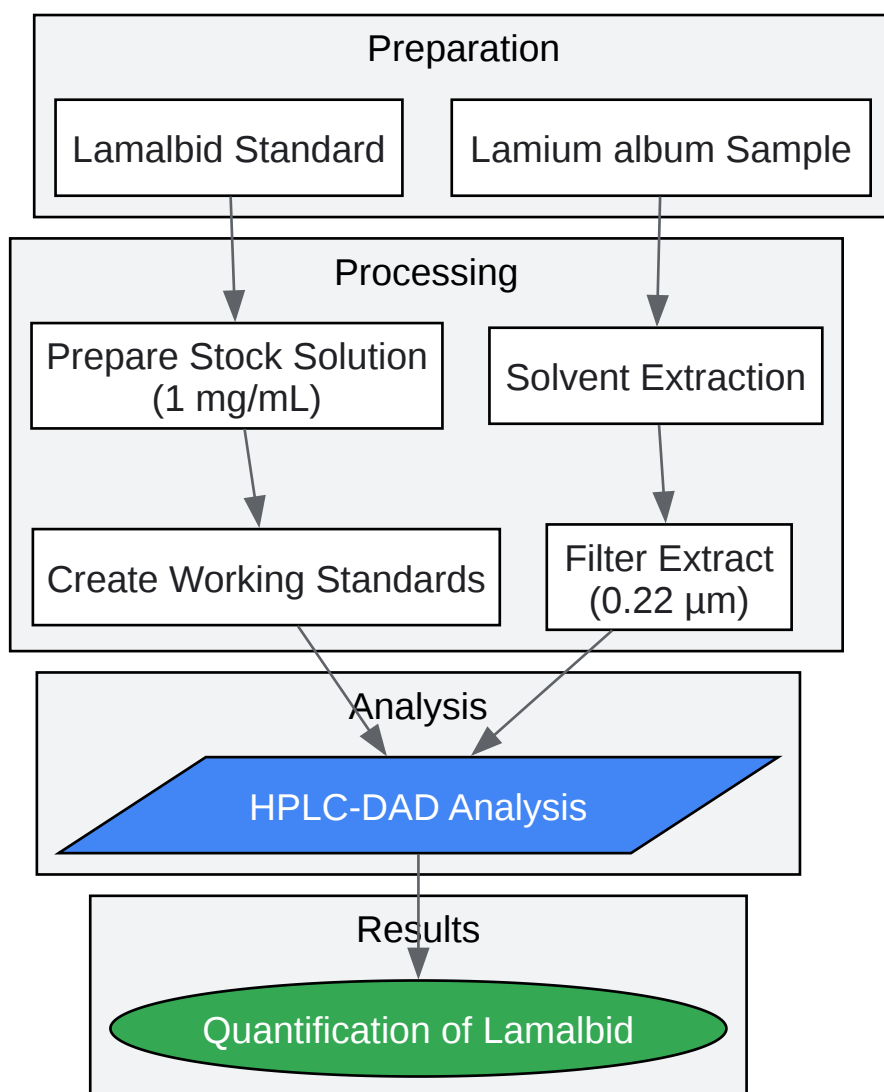 Preparation
Lamalbid Standard
Lamium album Sample
Processing
Prepare Stock Solution
(1 mg/mL)
Solvent Extraction
Create Working Standards
Filter Extract
(0.22 µm)
Analysis
HPLC-DAD Analysis
Results
Quantification of Lamalbid